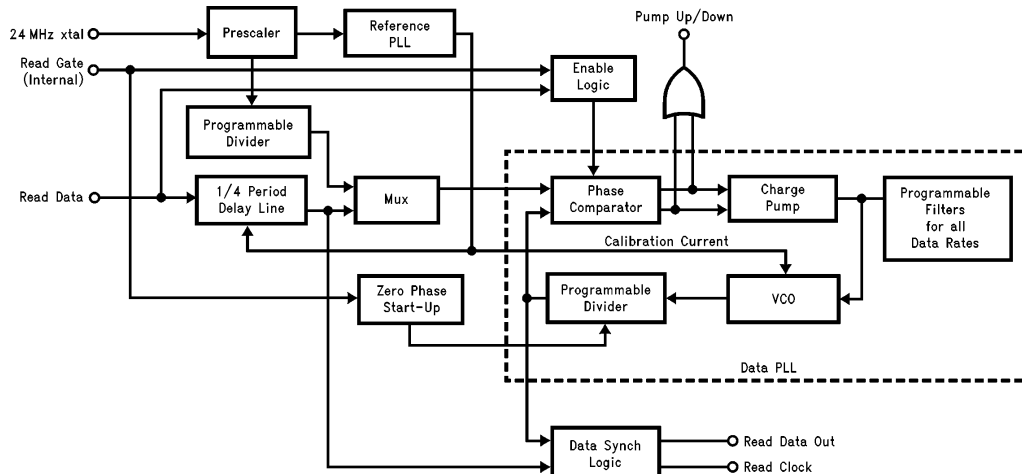 Pump Up/Down
24 MHz xtal
Prescaler
Reference
PLL
Read Gate
(Internal)
Enable
Logic
Programmable
Divider
Read Data
1/4 Period
Delay Line
Mux
Phase
Comparator
Charge
Pump
Programmable
Filters
for all
Data Rates
Calibration Current
Zero Phase
Start-Up
Programmable
Divider
VCO
Data PLL
Data Synch
Logic
Read Data Out
Read Clock